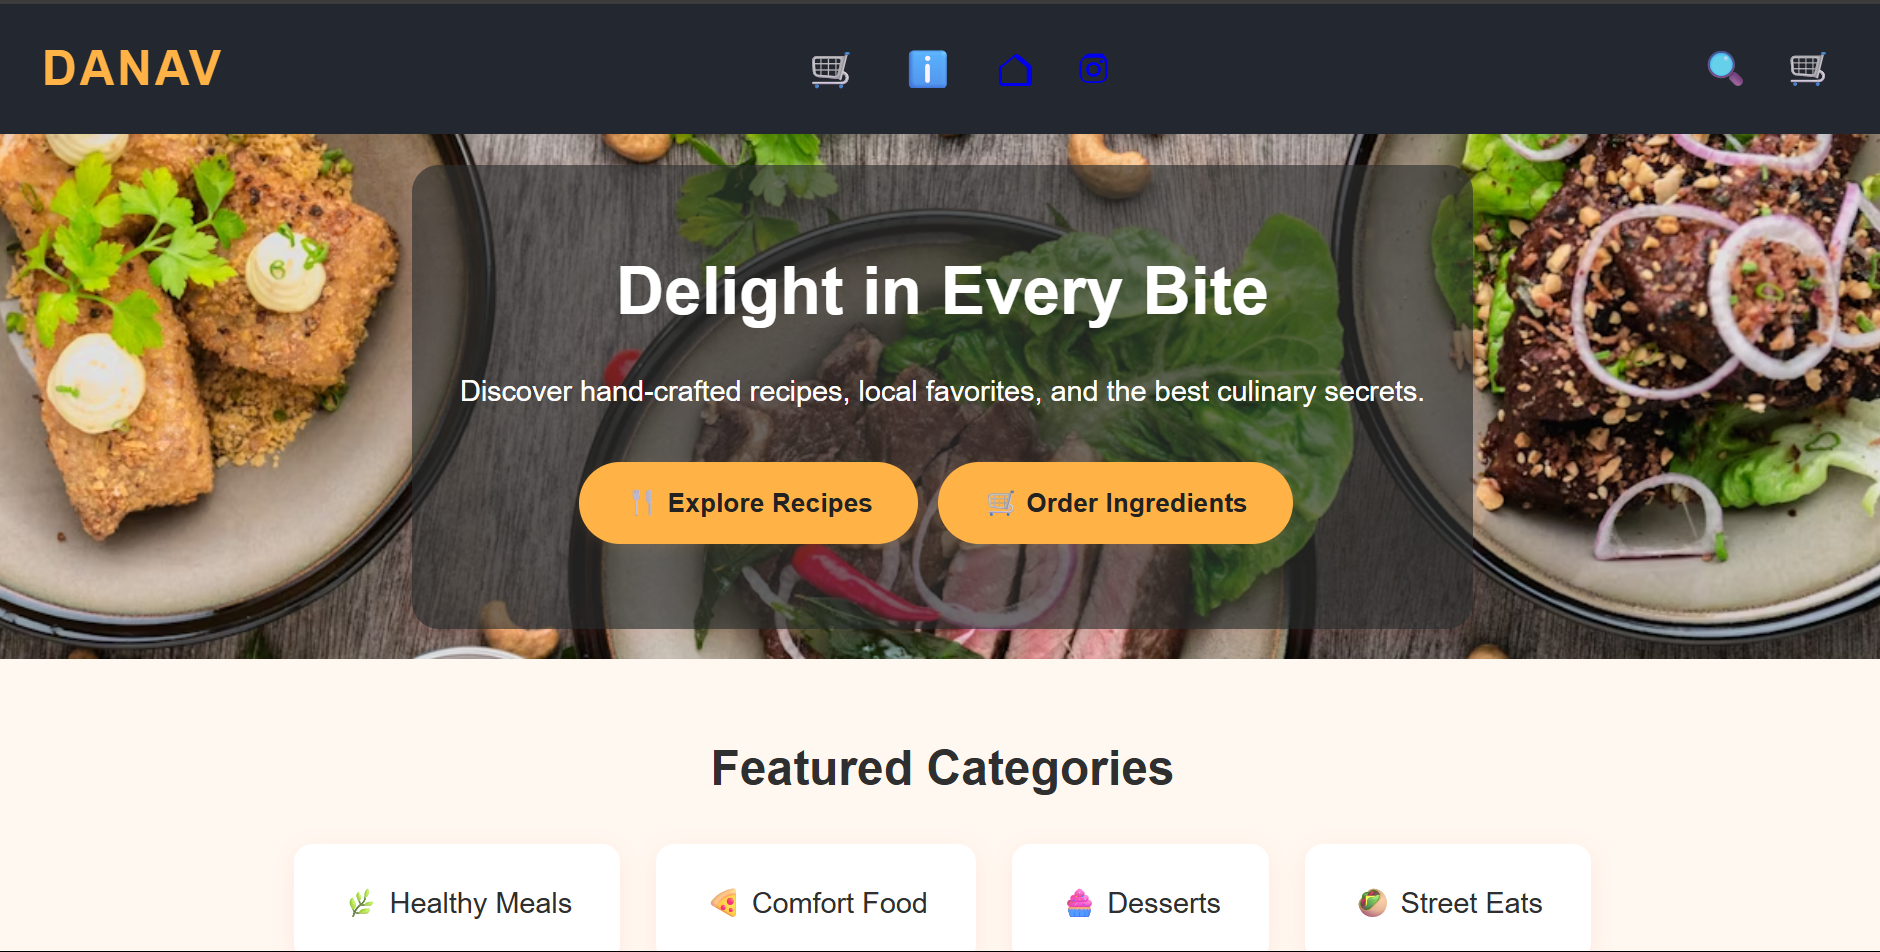 DANAV
Delight in Every Bite
Discover hand-crafted recipes, local favorites, and the best culinary secrets.
🍴 Explore Recipes
🛒 Order Ingredients
Featured Categories
🌿 Healthy Meals
🍕 Comfort Food
🧁 Desserts
🥙 Street Eats